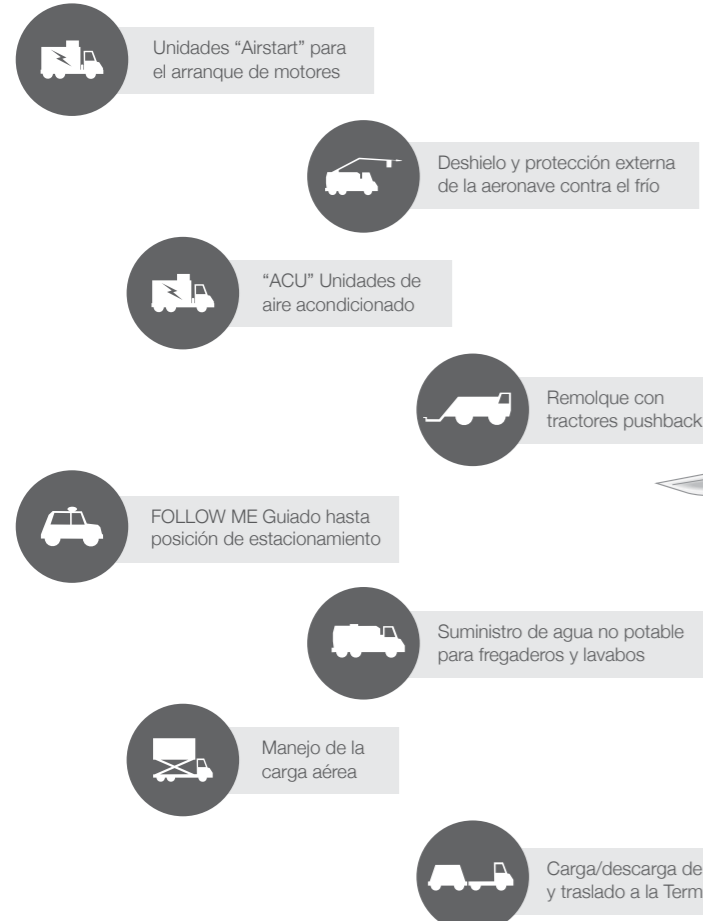 Unidades “Airstart” para
el arranque de motores
Deshielo y protección externa
de la aeronave contra el frío
“ACU” Unidades de
aire acondicionado
Remolque con
tractores pushback
FOLLOW ME Guiado hasta
posición de estacionamiento
Suministro de agua no potable
para fregaderos y lavabos
Manejo de la
carga aérea
Carga/descarga de
y traslado a la